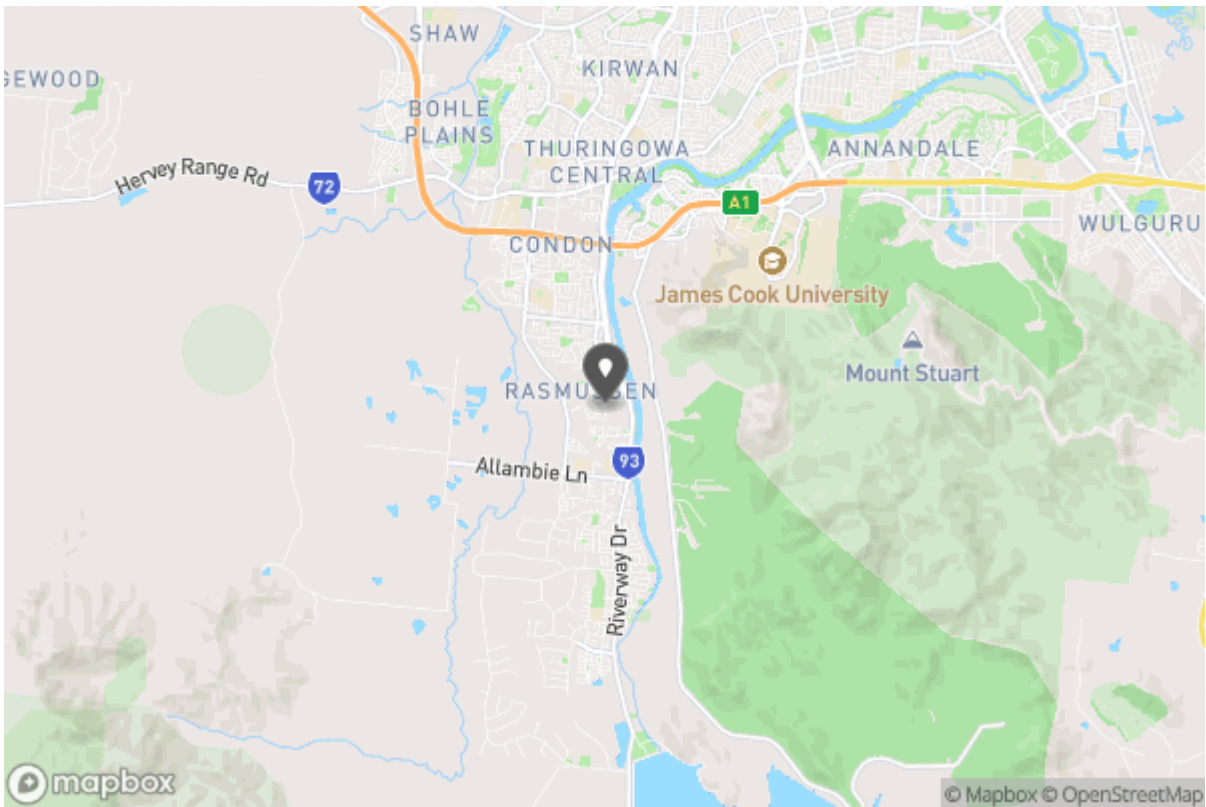 SHAW
KIRWAN
GEWOOD
BOHLE
PLAINS
THURINGOWA
CENTRAL
ANNANDALE
Hervey Range Rd
72
A1
WULGURU
CONDON
James Cook University
Mount Stuart
RASMUSSEN
93
Allambie Ln
Riverway Dr
mapbox
© Mapbox © OpenStreetMap